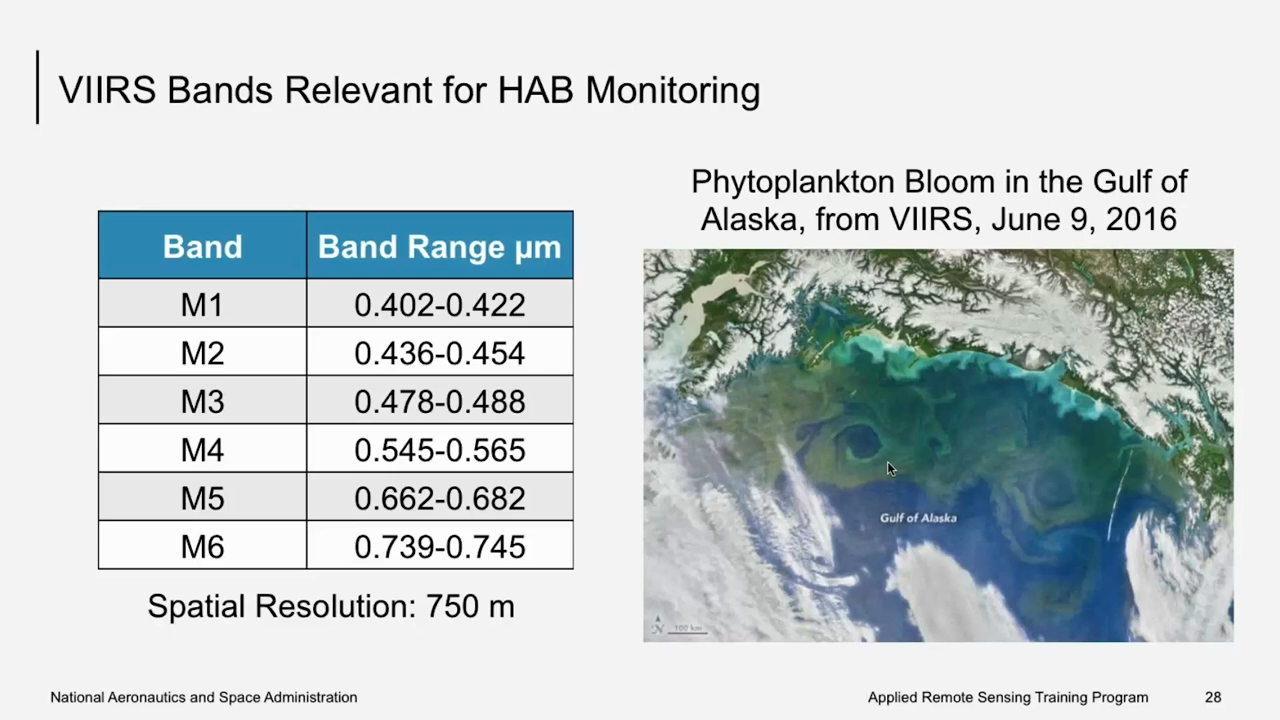 VIIRS Bands Relevant for HAB Monitoring
Band Band Range µm
M1 0.402-0.422
M2 0.436-0.454
M3 0.478-0.488
M4 0.545-0.565
M5 0.662-0.682
M6 0.739-0.745
Spatial Resolution: 750 m
Phytoplankton Bloom in the Gulf of
Alaska, from VIIRS, June 9, 2016
Gulf of Alaska
N 100 km
National Aeronautics and Space Administration
Applied Remote Sensing Training Program
28